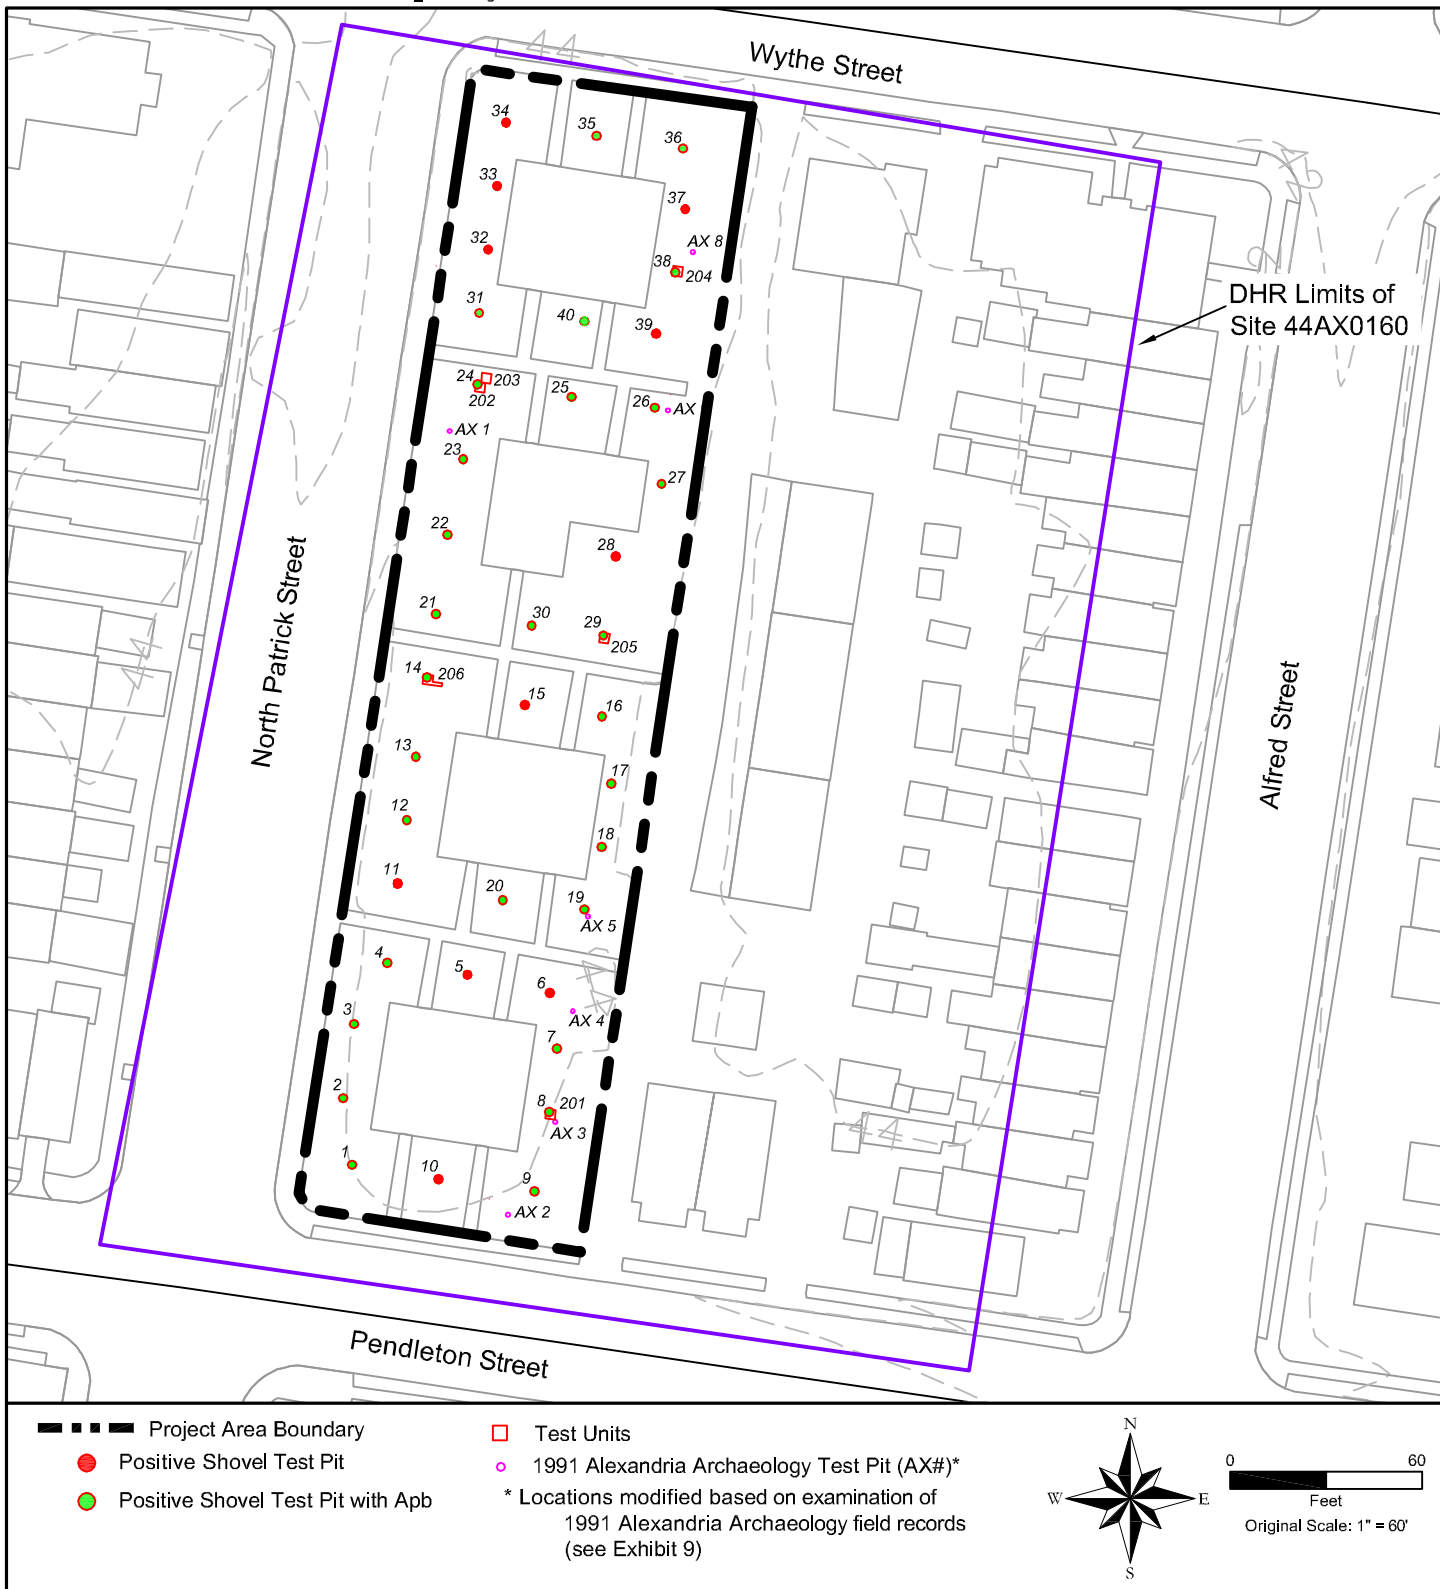 Wythe Street
44
34
35
36
33
37
32
AX 8
38
204
42
DHR Limits of
Site 44AX0160
31
40
39
24
203
202
25
26
AX
AX 1
23
27
22
28
North Patrick Street
21
30
29
205
44
14
206
15
16
Alfred Street
13
17
12
18
11
20
19
AX 5
4
5
6
44
3
AX 4
7
2
8
201
AX 3
44
1
10
9
AX 2
Pendleton Street
Project Area Boundary
Positive Shovel Test Pit
Positive Shovel Test Pit with Apb
Test Units
1991 Alexandria Archaeology Test Pit (AX#)*
* Locations modified based on examination of
1991 Alexandria Archaeology field records
(see Exhibit 9)
N
W
E
S
0
60
Feet
Original Scale: 1" = 60'